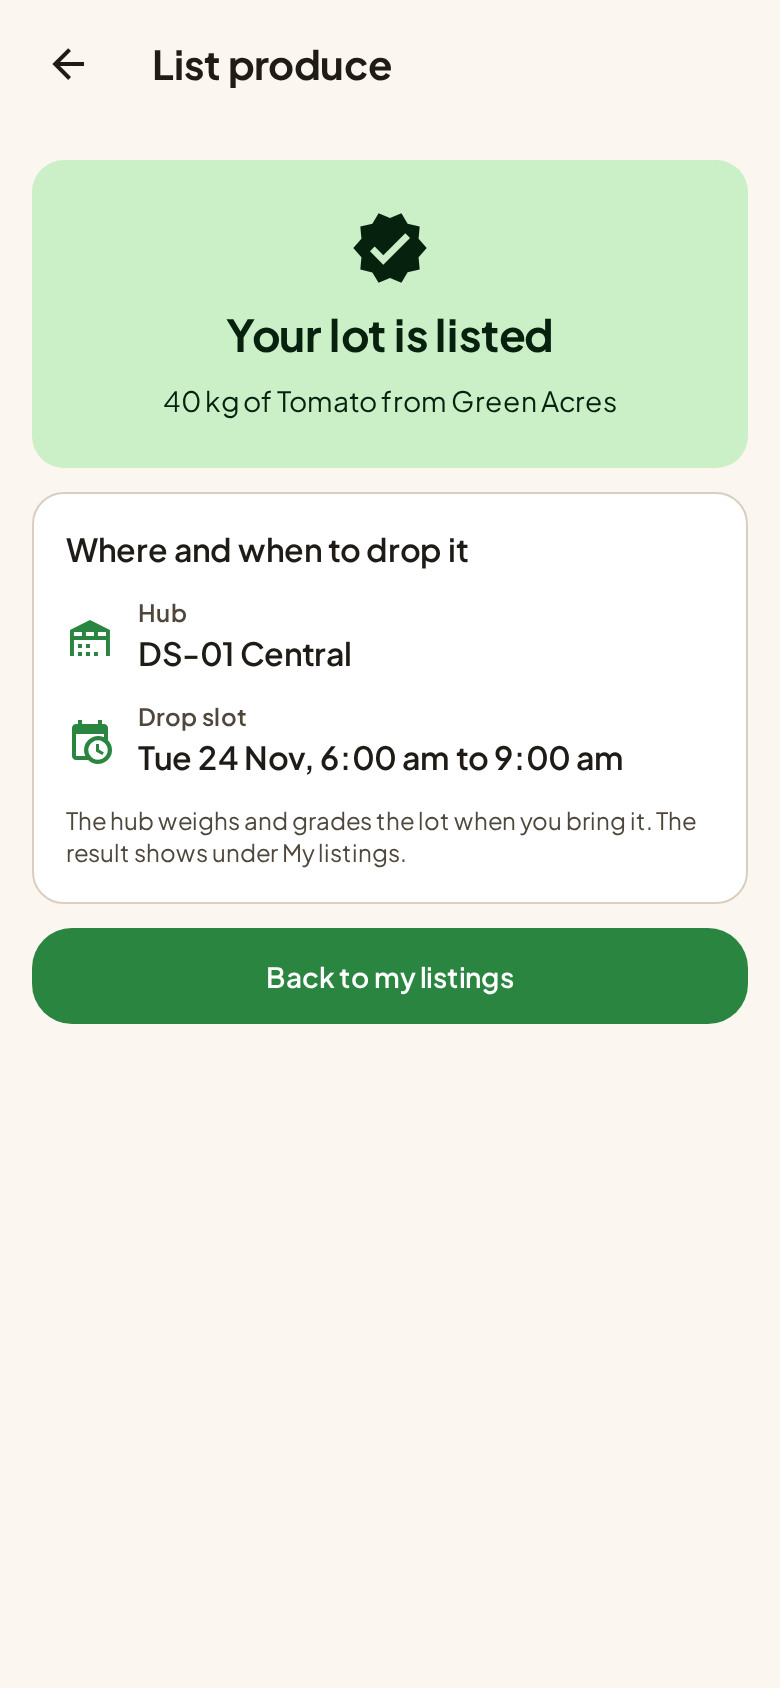 List produce
Your lot is listed
40 kg of Tomato from Green Acres
Where and when to drop it
Hub
DS-01 Central
Drop slot
Tue 24 Nov, 6:00 am to 9:00 am
The hub weighs and grades the lot when you bring it. The
result shows under My listings.
Back to my listings